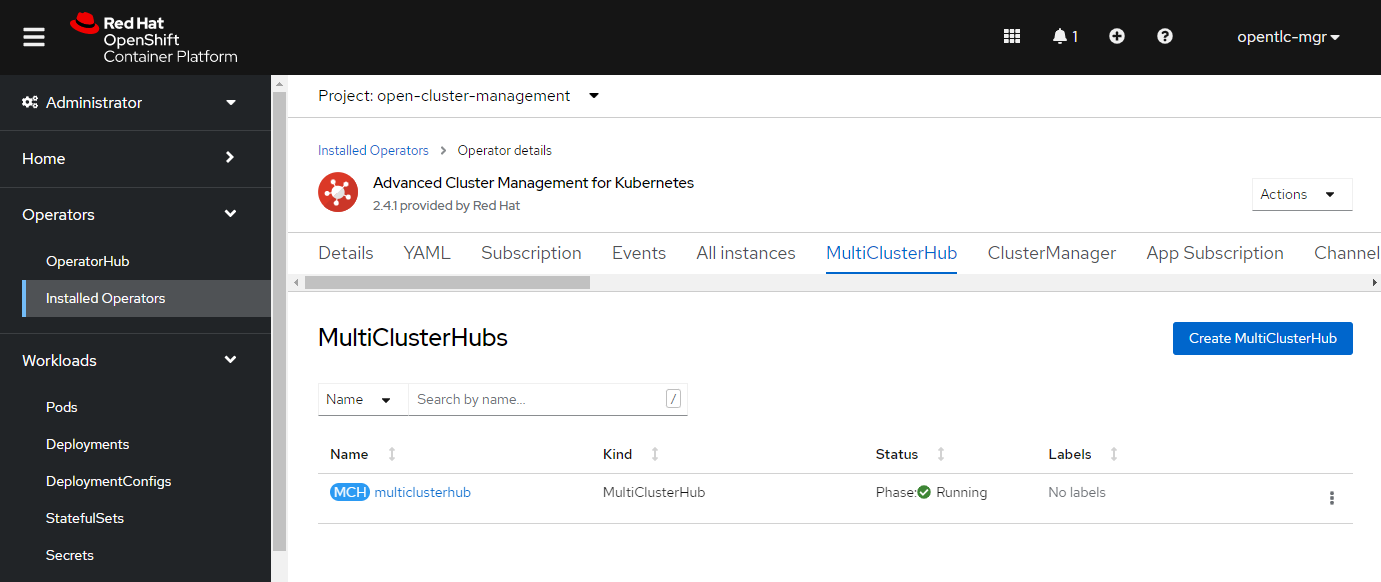 Red Hat
OpenShift
Container Platform
1
opentlc-mgr
Administrator
Home
Operators
OperatorHub
Installed Operators
Workloads
Pods
Deployments
DeploymentConfigs
StatefulSets
Secrets
Project: open-cluster-management
Installed Operators > Operator details
Advanced Cluster Management for Kubernetes
2.4.1 provided by Red Hat
Actions
Details YAML Subscription Events All instances MultiClusterHub ClusterManager App Subscription Channel
MultiClusterHubs
Create MultiClusterHub
Name Search by name... /
Name Kind Status Labels
MCH multiclusterhub MultiClusterHub Phase: Running No labels